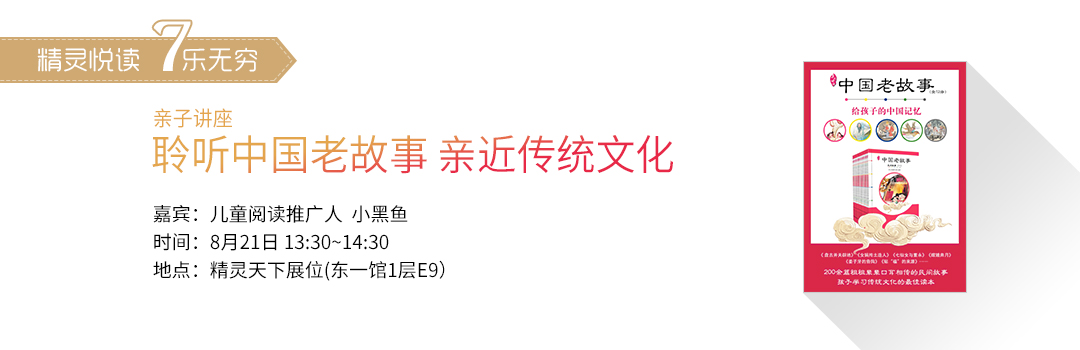 精灵悦读 7乐无穷
亲子讲座
聆听中国老故事 亲近传统文化
嘉宾：儿童阅读推广人 小黑鱼
时间：8月21日 13:30~14:30
地点：精灵天下展位(东一馆1层E9）
中国老故事
给孩子的中国记忆
中国老故事
200余篇祖祖辈辈口耳相传的民间故事
孩子学习传统文化的最佳读本